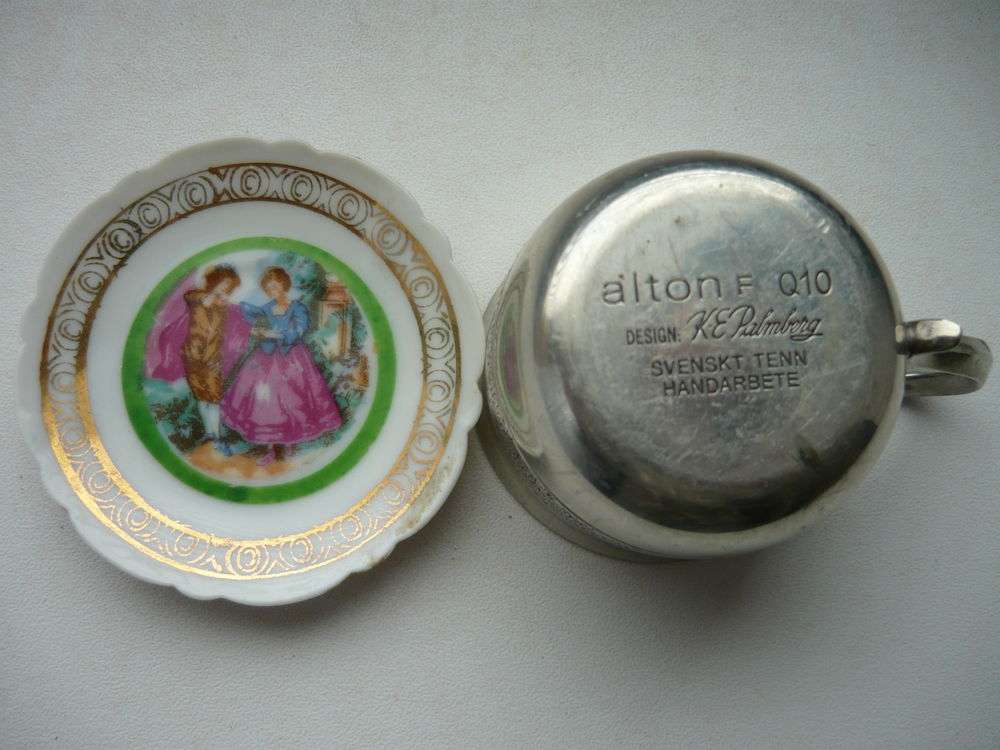 alton F Q10
DESIGN: K-E Palmberg
SVENSKT TENN
HANDARBETE